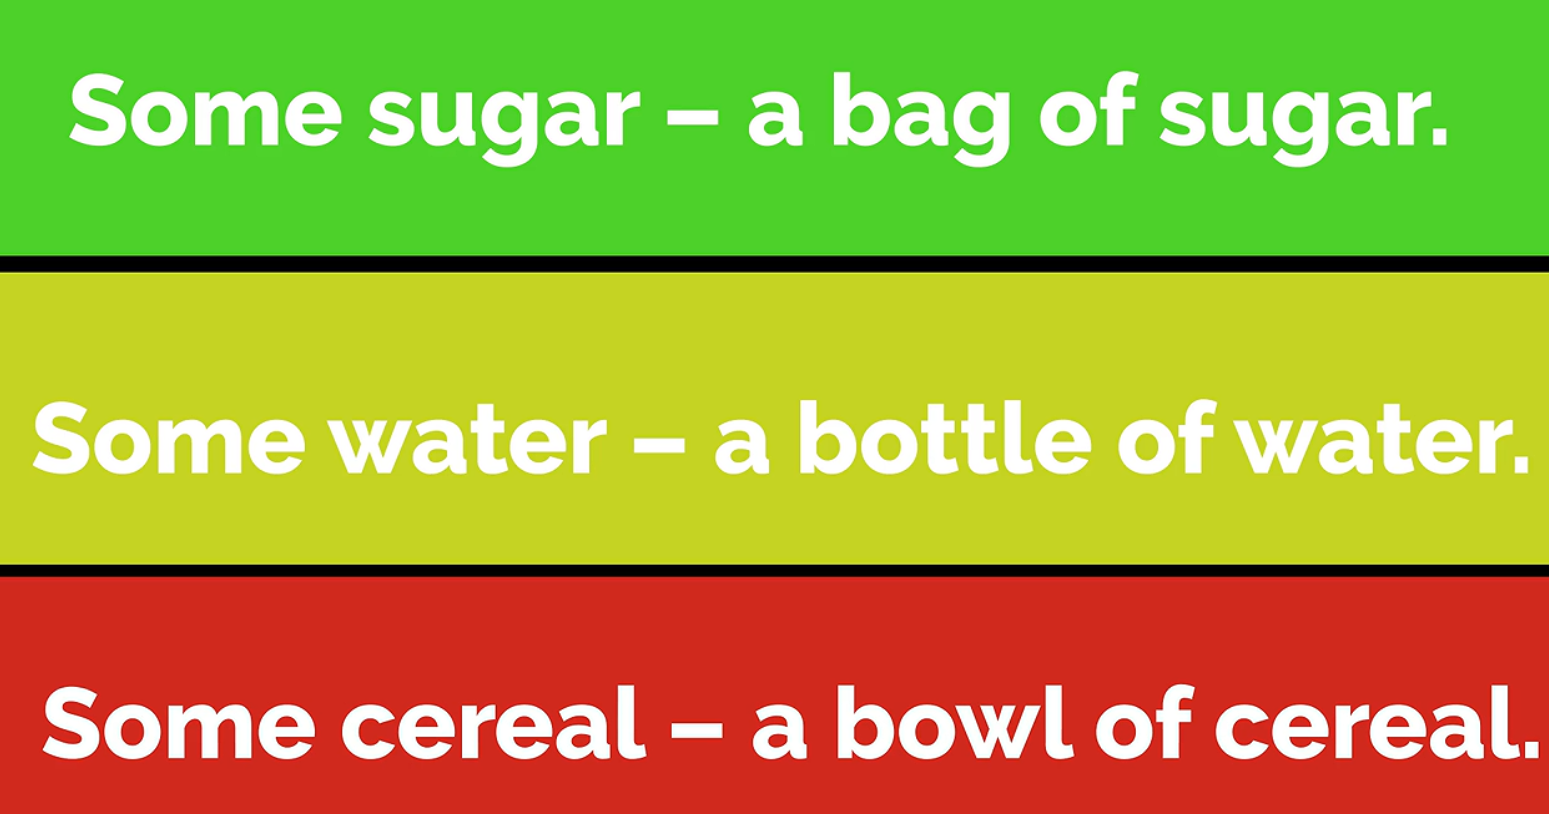 Some sugar – a bag of sugar.
Some water – a bottle of water.
Some cereal – a bowl of cereal.